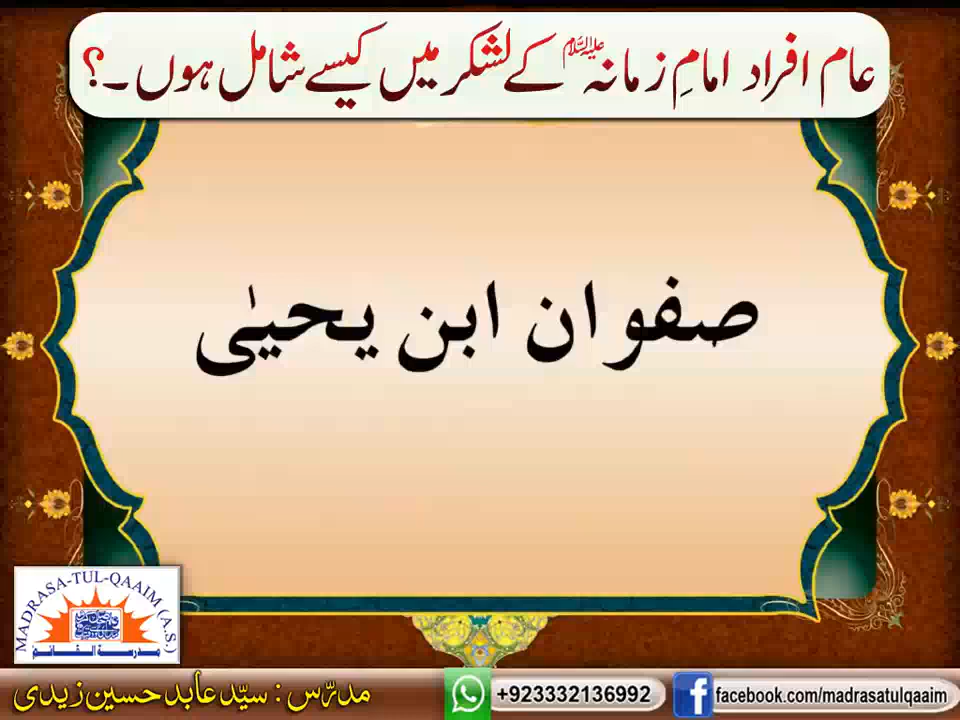 عام افراد امامِ زمانہ علیہ السلام کے لشکر میں کیسے شامل ہوں۔؟
صفوان ابن یحییٰ
MADRASA-TUL-QAAIM (A.S)
مدرسة القائم
مدرّس : سیّد عابد حسین زیدی
+923332136992
facebook.com/madrasatulqaaim